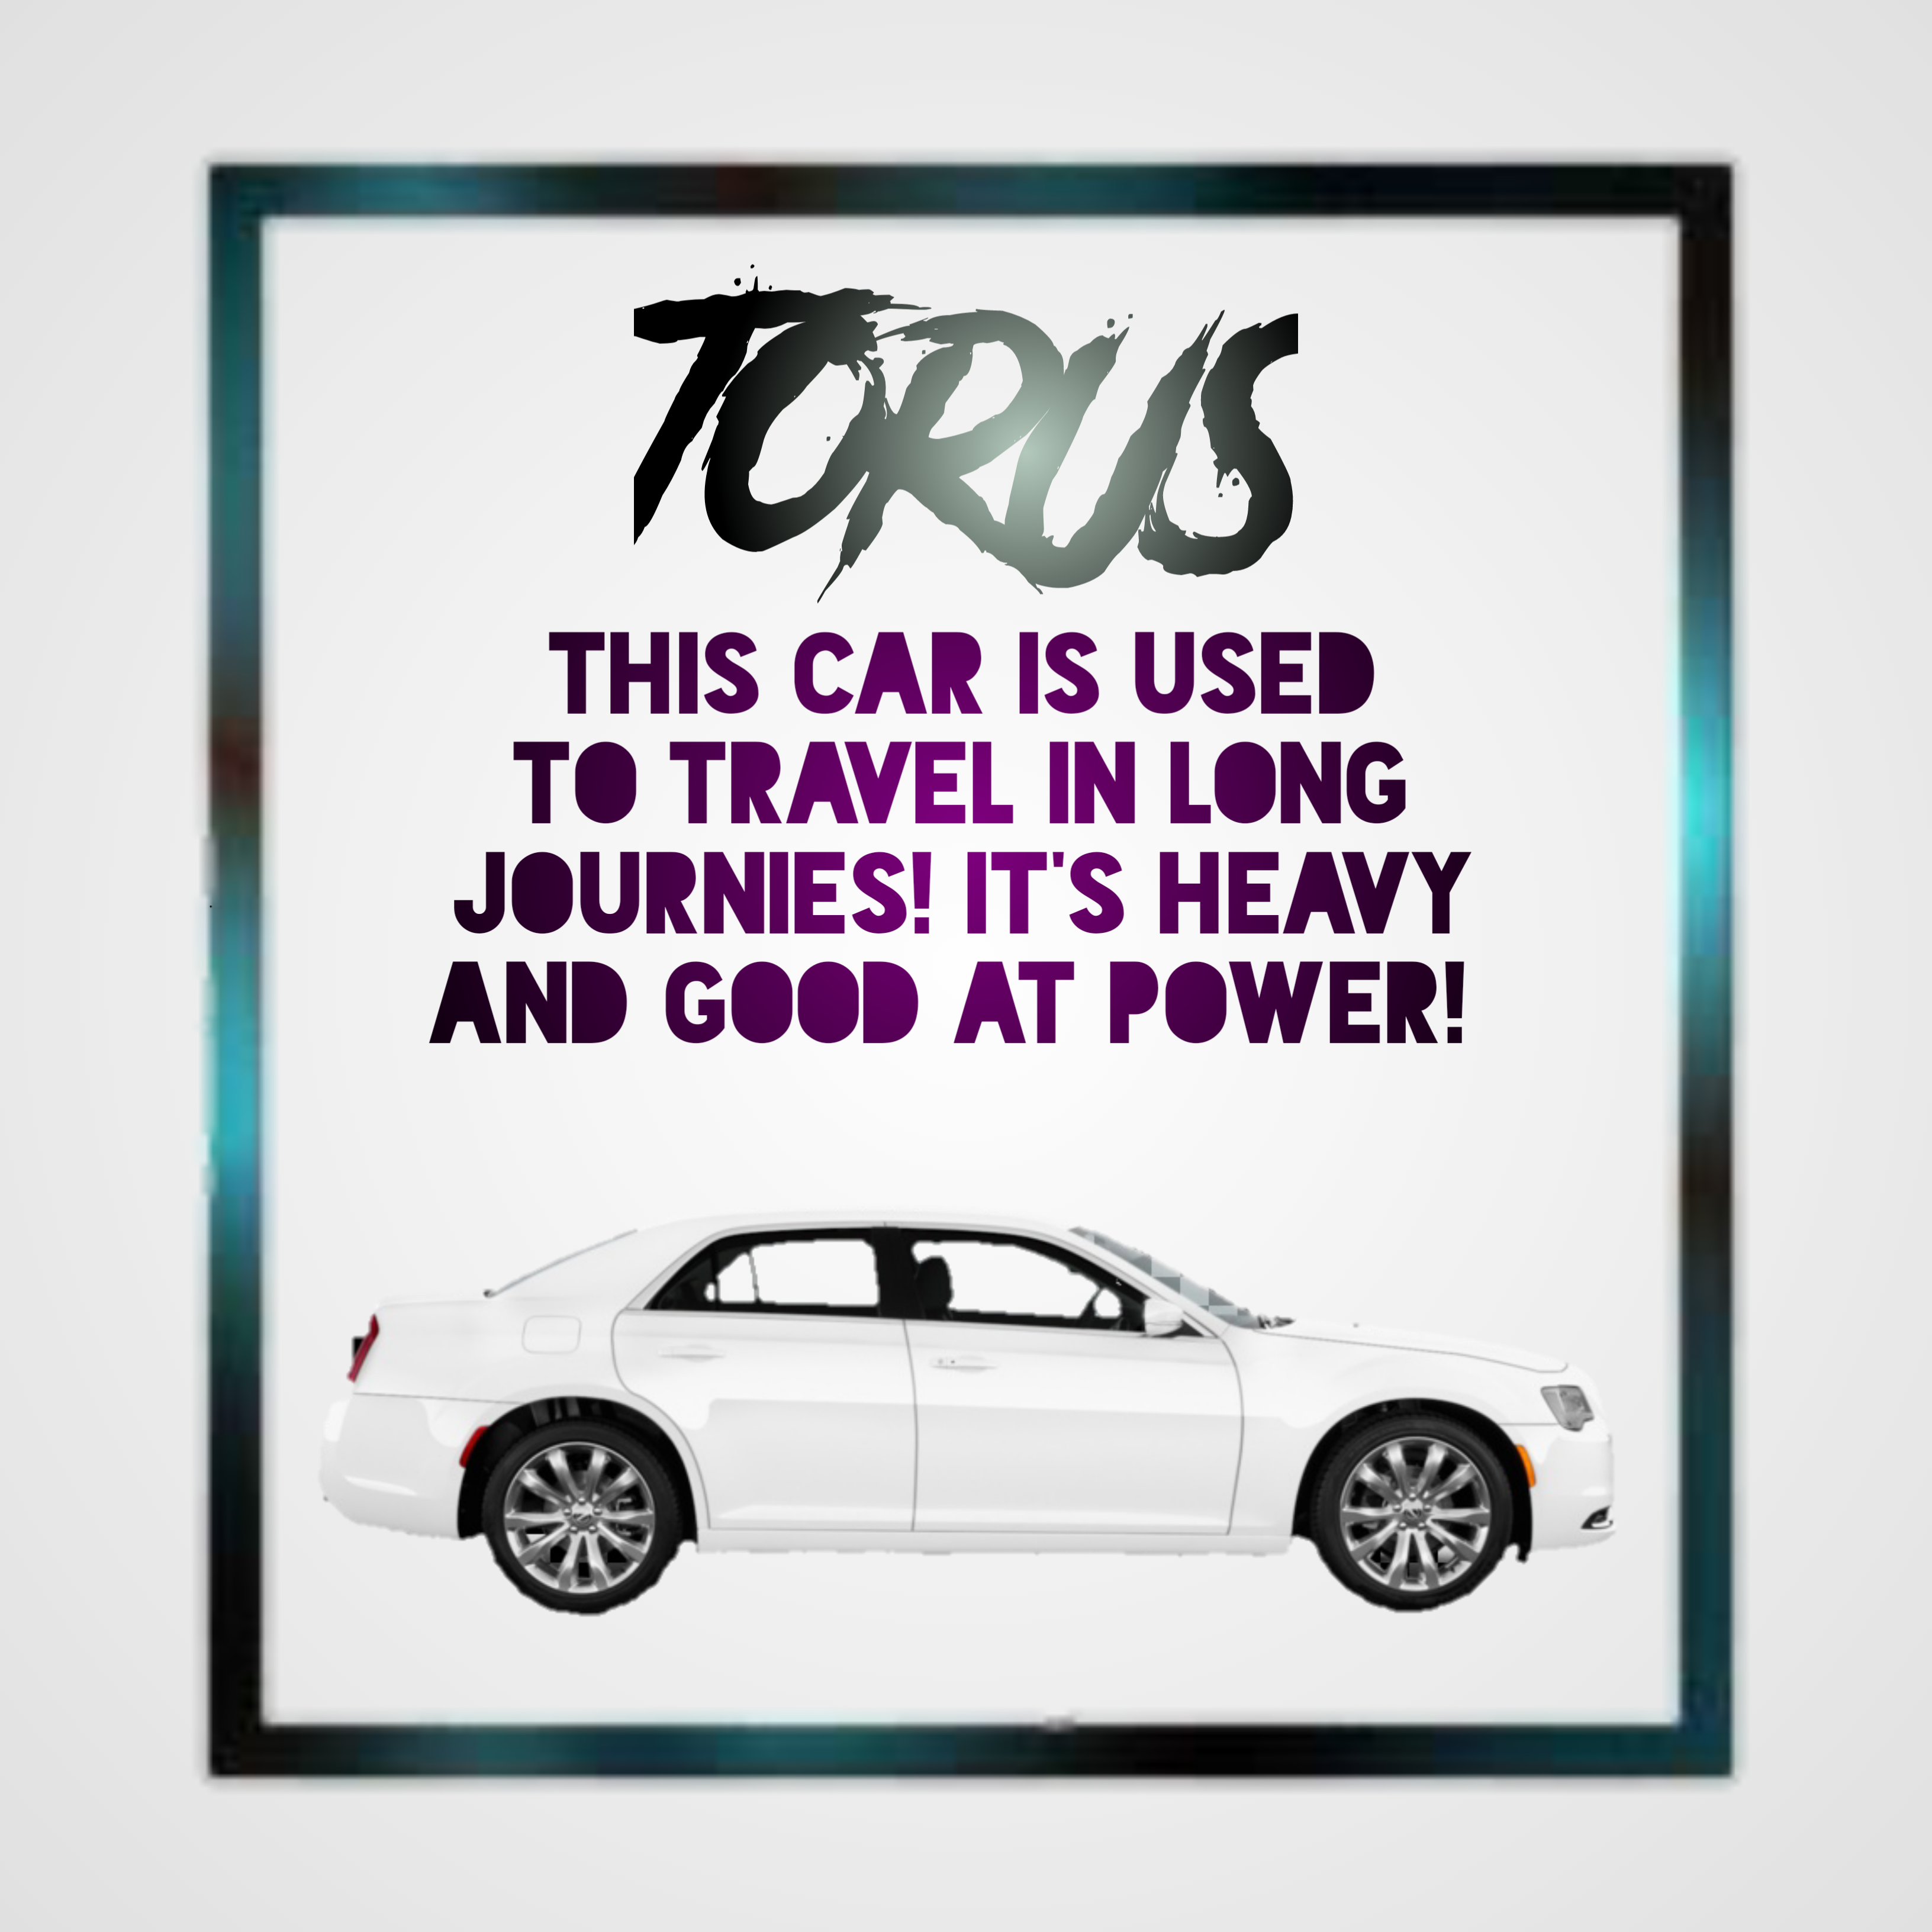 TORUS
THIS CAR IS USED
TO TRAVEL IN LONG
JOURNIES! IT'S HEAVY
AND GOOD AT POWER!